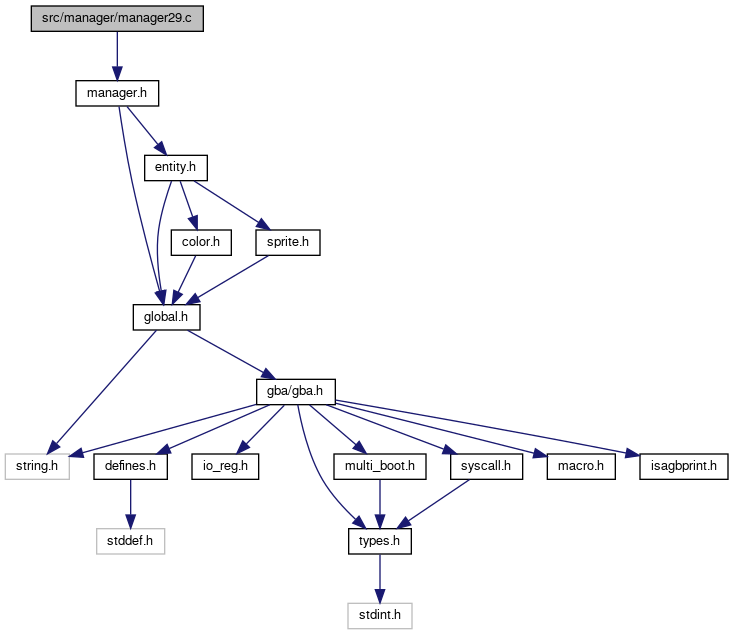 src/manager/manager29.c
manager.h
entity.h
color.h
sprite.h
global.h
gba/gba.h
string.h
defines.h
io_reg.h
multi_boot.h
syscall.h
macro.h
isagbprint.h
stddef.h
types.h
stdint.h